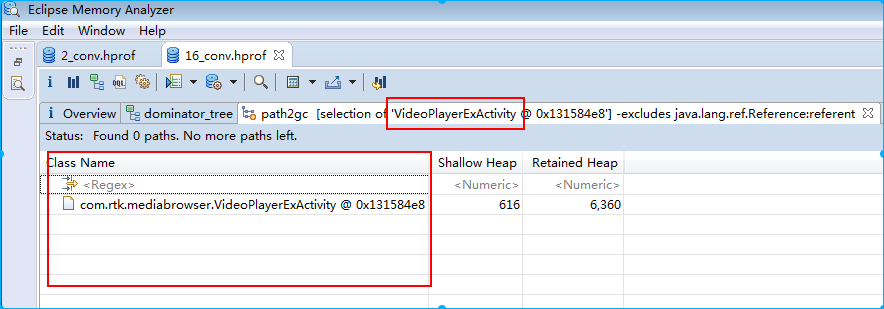 Eclipse Memory Analyzer
File Edit Window Help
2_conv.hprof 16_conv.hprof
i OQL
i Overview dominator_tree path2gc [selection of 'VideoPlayerExActivity @ 0x131584e8'] -excludes java.lang.ref.Reference:referent
Status: Found 0 paths. No more paths left.
Class Name Shallow Heap Retained Heap
<Regex> <Numeric> <Numeric>
com.rtk.mediabrowser.VideoPlayerExActivity @ 0x131584e8 616 6,360